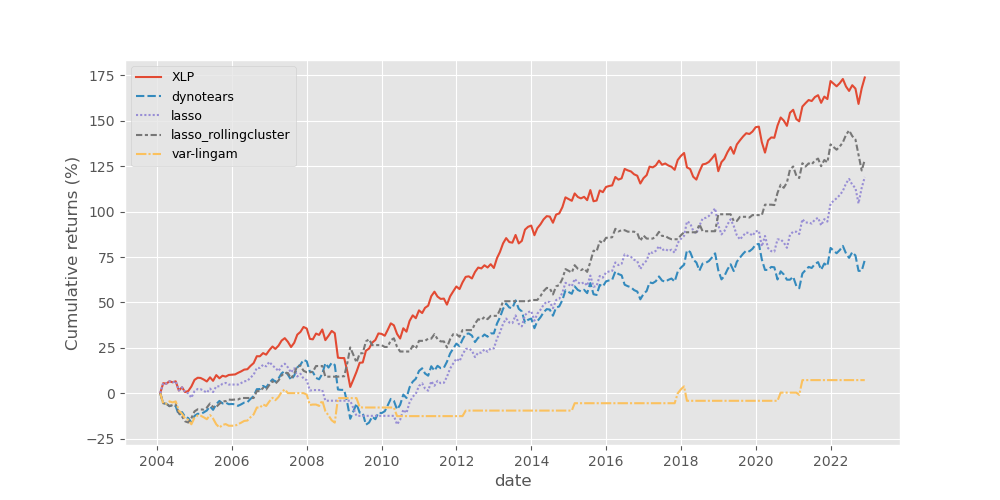 XLP
dynotears
lasso
lasso_rollingcluster
var-lingam
Cumulative returns (%)
175
150
125
100
75
50
25
0
−25
2004 2006 2008 2010 2012 2014 2016 2018 2020 2022
date